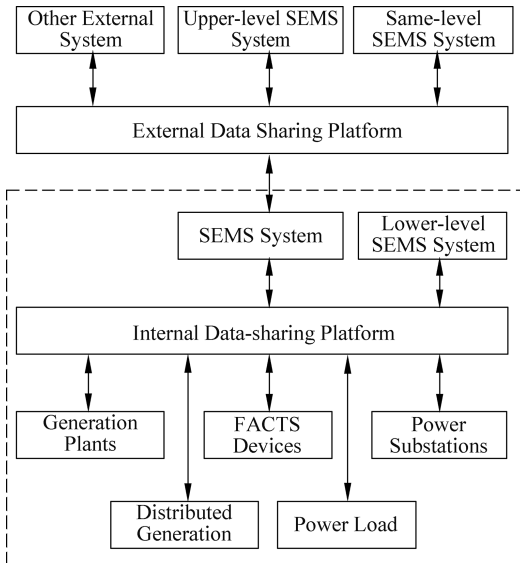 Other External
System
Upper-level SEMS
System
Same-level
SEMS System
External Data Sharing Platform
SEMS System
Lower-level
SEMS System
Internal Data-sharing Platform
Generation
Plants
FACTS
Devices
Power
Substations
Distributed
Generation
Power Load